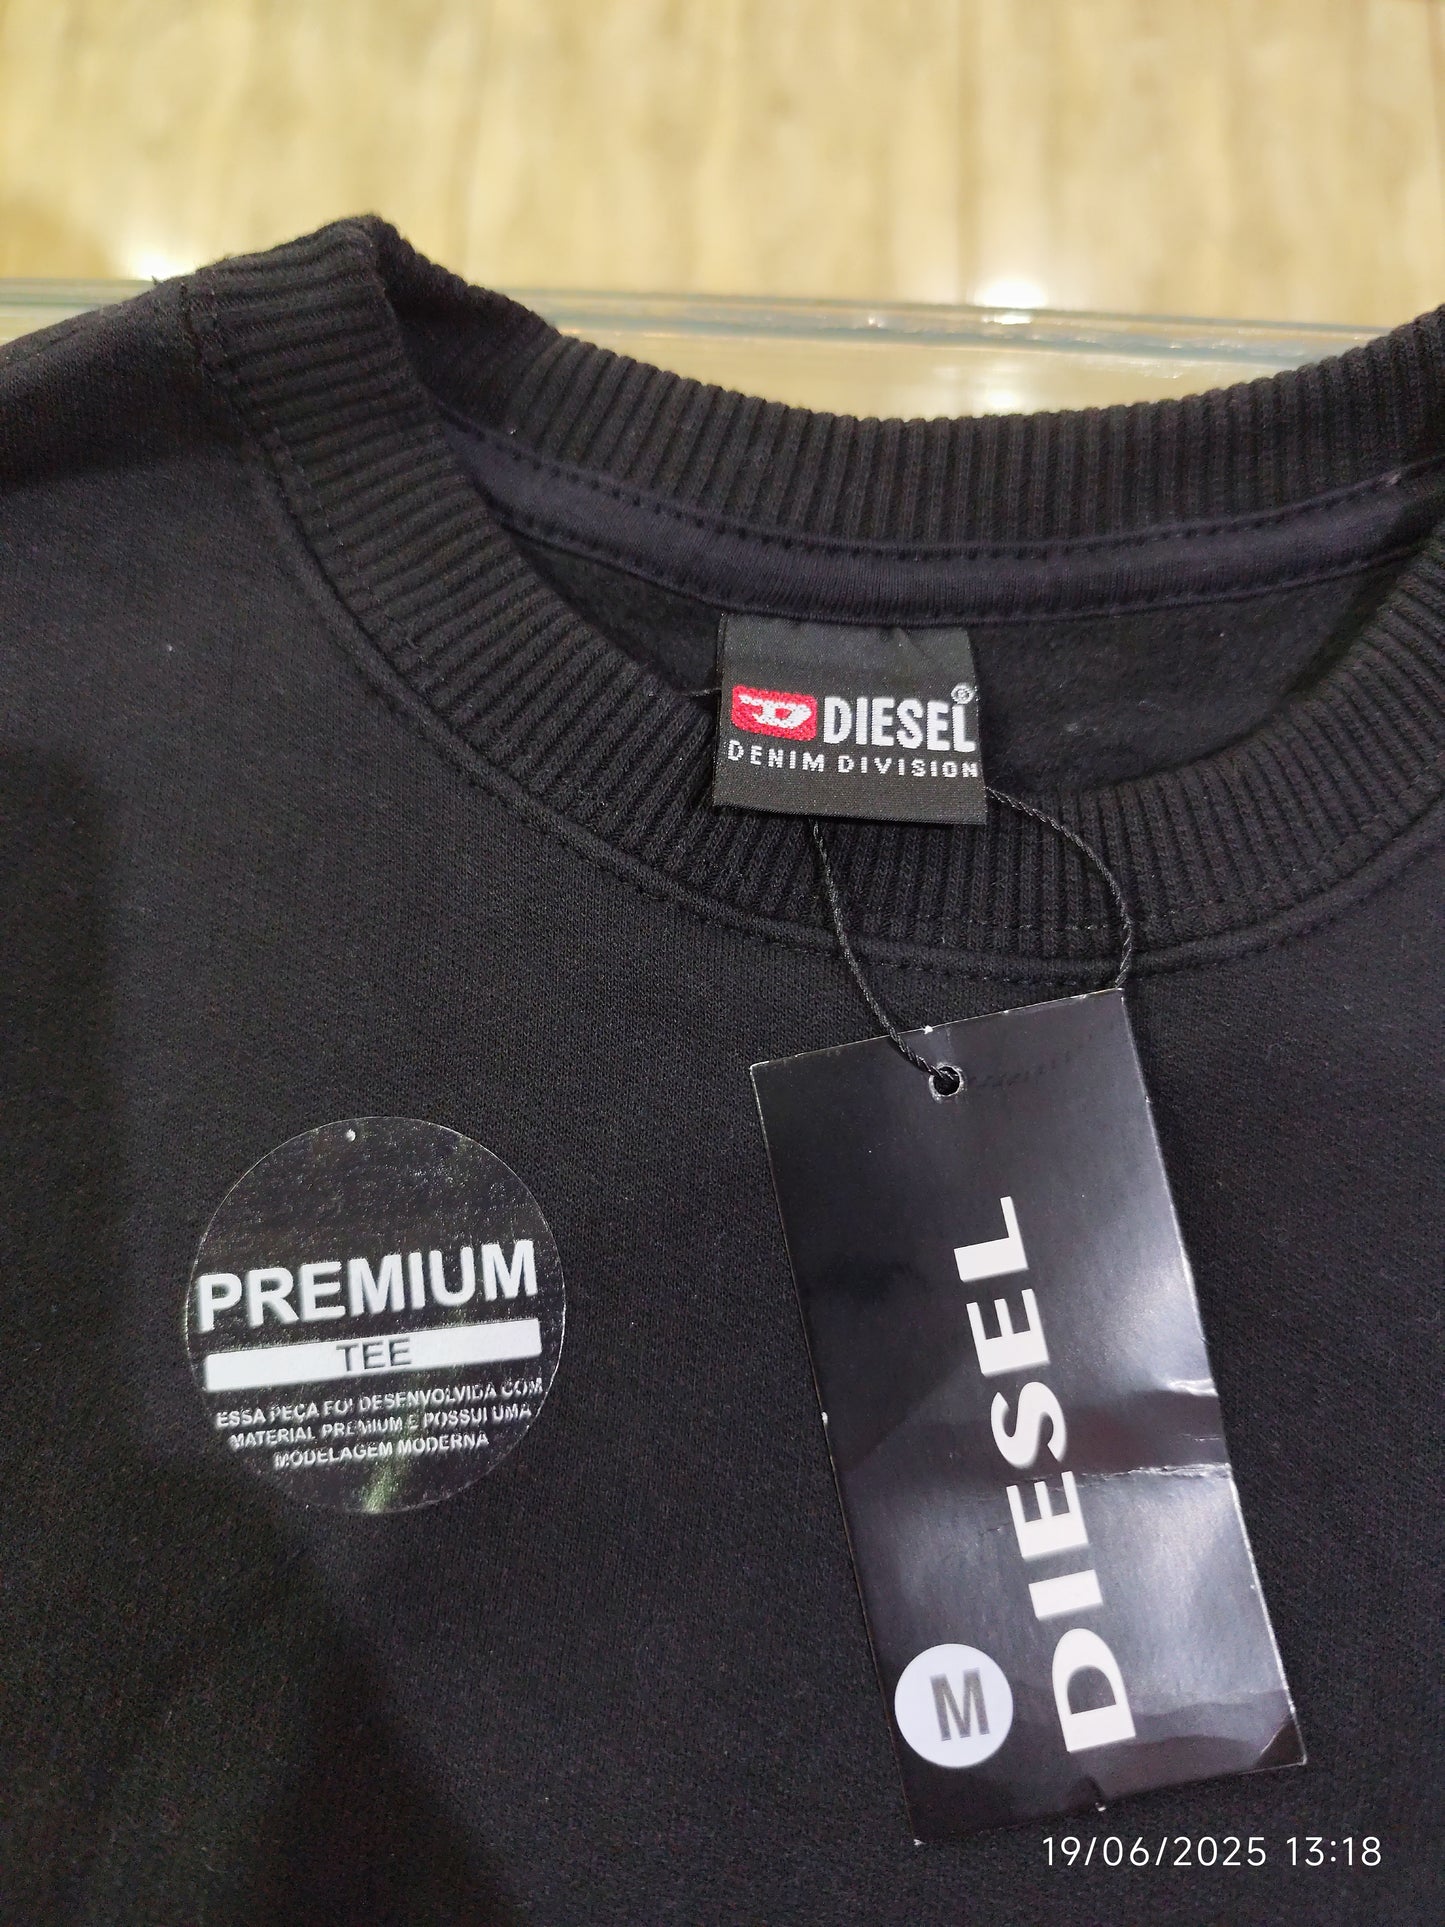 DIESEL®
DENIM DIVISION
PREMIUM
TEE
ESSA PEÇA FOI DESENVOLVIDA COM
MATERIAL PREMIUM E POSSUI UMA
MODELAGEM MODERNA
DIESEL
M
19/06/2025 13:18